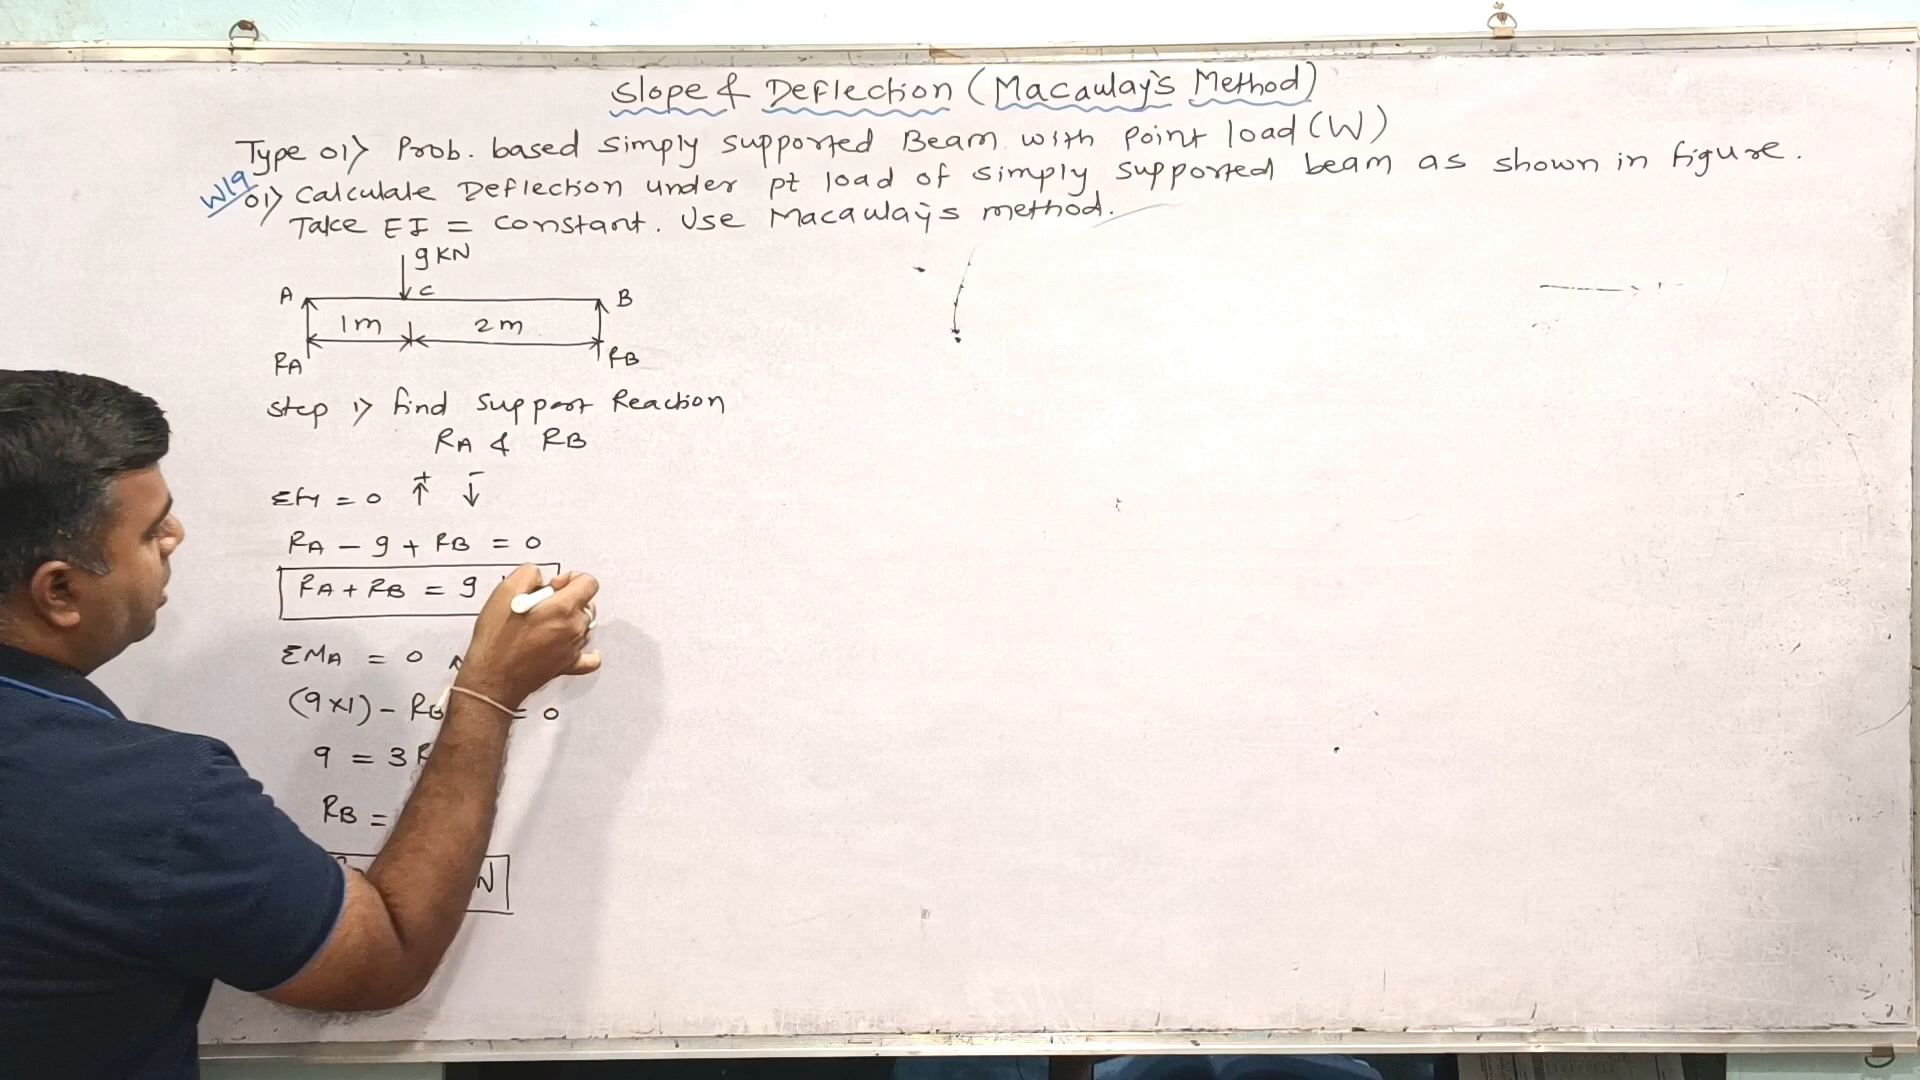 Slope & Deflection (Macaulay's Method)
Type 01> Prob. based Simply Supported Beam with Point load (W)
W19
01> Calculate Deflection under pt load of simply supported beam as shown in figure.
Take EI = constant. Use Macaulay's method.
9 KN
A C B
1m 2m
RA RB
Step 1> find Support Reaction
RA & RB
ΣFy = 0 ↑+ ↓-
RA - 9 + RB = 0
RA + RB = 9
ΣMA = 0
(9×1) - RB = 0
9 = 3
RB =
N